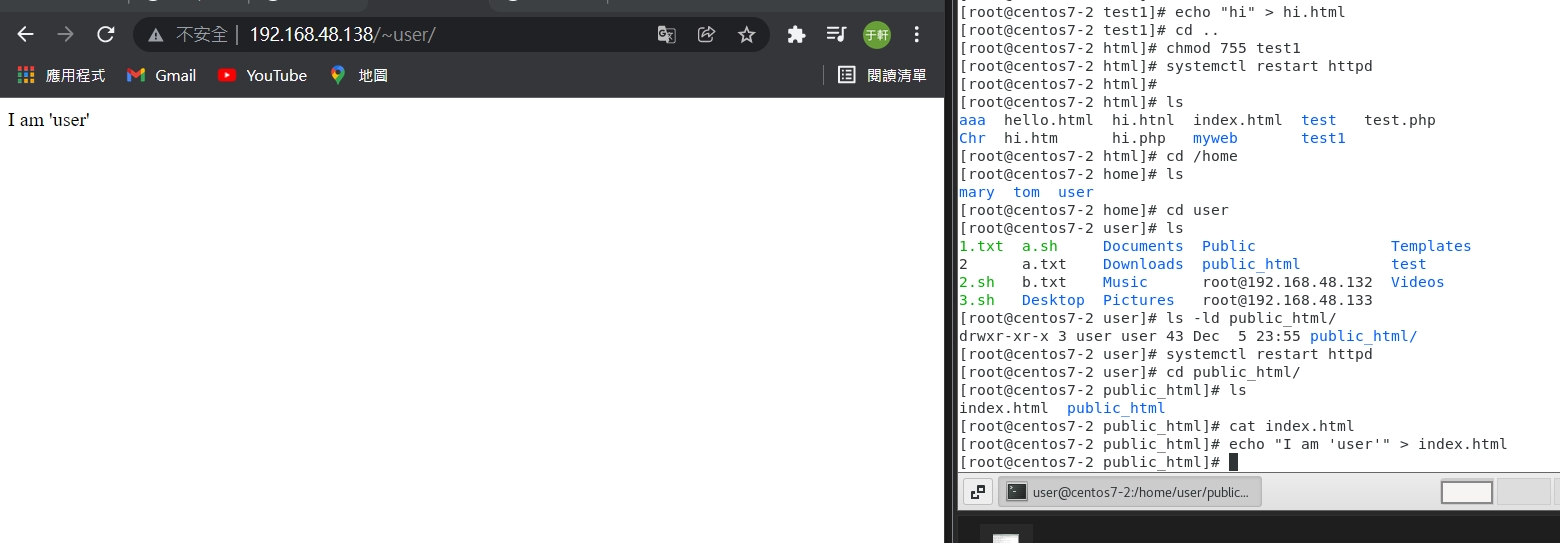 不安全 | 192.168.48.138/~user/
于軒
應用程式 Gmail YouTube 地圖 閱讀清單
I am 'user'
[root@centos7-2 test1]# echo "hi" > hi.html
[root@centos7-2 test1]# cd ..
[root@centos7-2 html]# chmod 755 test1
[root@centos7-2 html]# systemctl restart httpd
[root@centos7-2 html]#
[root@centos7-2 html]# ls
aaa hello.html hi.htnl index.html test test.php
Chr hi.htm hi.php myweb test1
[root@centos7-2 html]# cd /home
[root@centos7-2 home]# ls
mary tom user
[root@centos7-2 home]# cd user
[root@centos7-2 user]# ls
1.txt a.sh Documents Public Templates
2 a.txt Downloads public_html test
2.sh b.txt Music root@192.168.48.132 Videos
3.sh Desktop Pictures root@192.168.48.133
[root@centos7-2 user]# ls -ld public_html/
drwxr-xr-x 3 user user 43 Dec 5 23:55 public_html/
[root@centos7-2 user]# systemctl restart httpd
[root@centos7-2 user]# cd public_html/
[root@centos7-2 public_html]# ls
index.html public_html
[root@centos7-2 public_html]# cat index.html
[root@centos7-2 public_html]# echo "I am 'user'" > index.html
[root@centos7-2 public_html]#
user@centos7-2:/home/user/public...